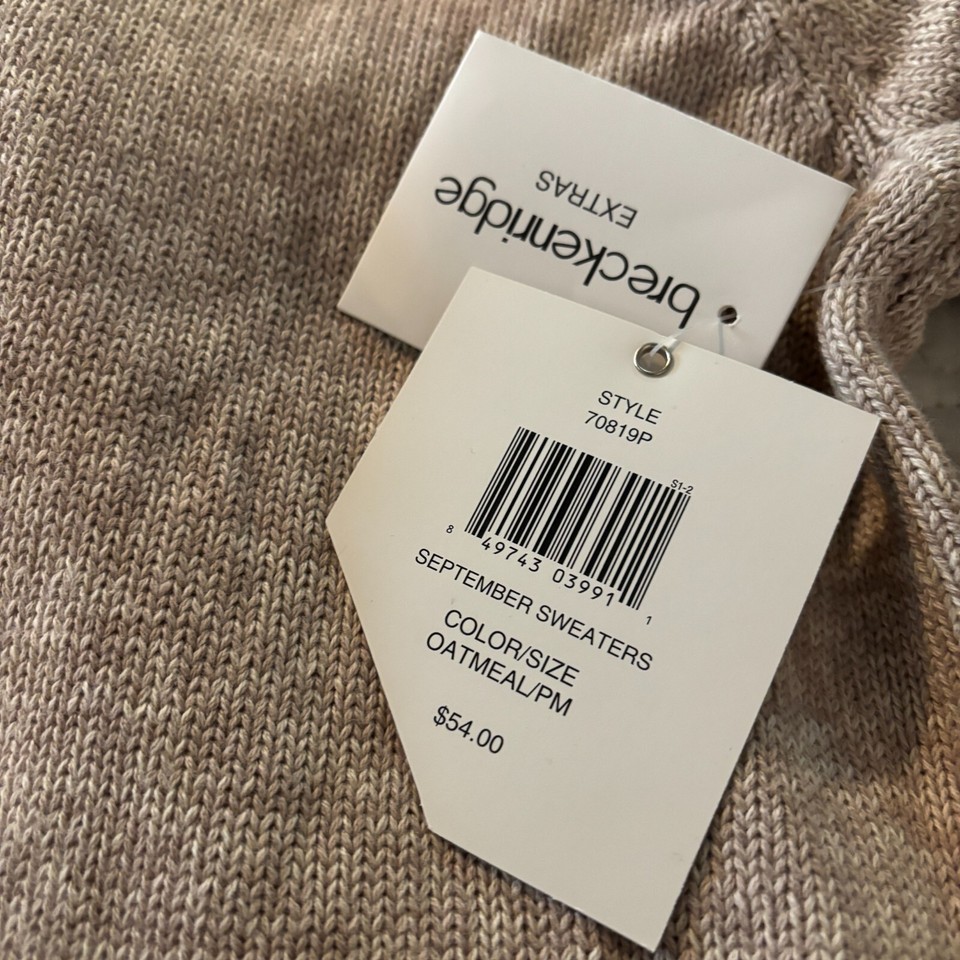 breckenridge
EXTRAS
STYLE
70819P
S1-2
8 49743 03991 1
SEPTEMBER SWEATERS
COLOR/SIZE
OATMEAL/PM
$54.00